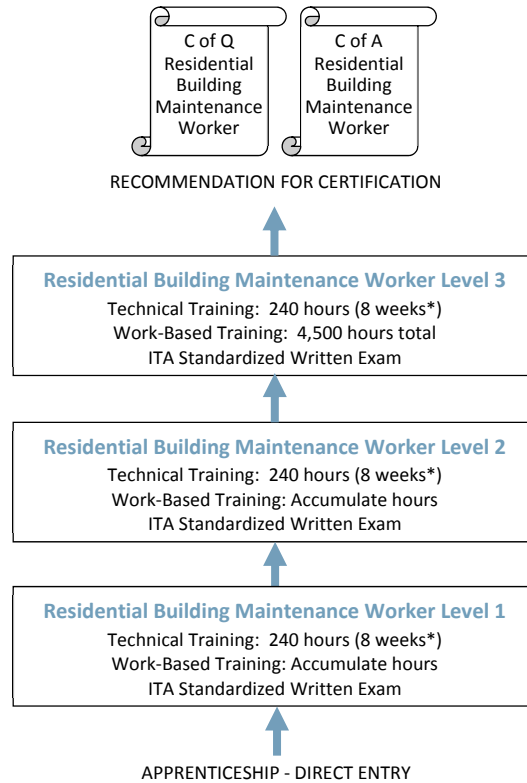 C of Q
Residential
Building
Maintenance
Worker
C of A
Residential
Building
Maintenance
Worker
RECOMMENDATION FOR CERTIFICATION
Residential Building Maintenance Worker Level 3
Technical Training: 240 hours (8 weeks*)
Work-Based Training: 4,500 hours total
ITA Standardized Written Exam
Residential Building Maintenance Worker Level 2
Technical Training: 240 hours (8 weeks*)
Work-Based Training: Accumulate hours
ITA Standardized Written Exam
Residential Building Maintenance Worker Level 1
Technical Training: 240 hours (8 weeks*)
Work-Based Training: Accumulate hours
ITA Standardized Written Exam
APPRENTICESHIP - DIRECT ENTRY